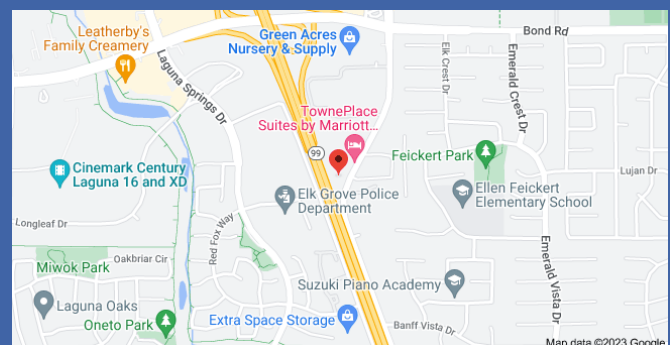 Leatherby's
Family Creamery
Green Acres
Nursery & Supply
Bond Rd
Laguna Springs Dr
Elk Crest Dr
Emerald Crest Dr
TownePlace
Suites by Marriott...
99
Feickert Park
Cinemark Century
Laguna 16 and XD
Lujan Dr
Elk Grove Police
Department
Ellen Feickert
Elementary School
Longleaf Dr
Red Fox Way
Emerald Vista Dr
Oakbriar Cir
Miwok Park
Suzuki Piano Academy
Laguna Oaks
Oneto Park
Extra Space Storage
Banff Vista Dr
Map data ©2023 Google